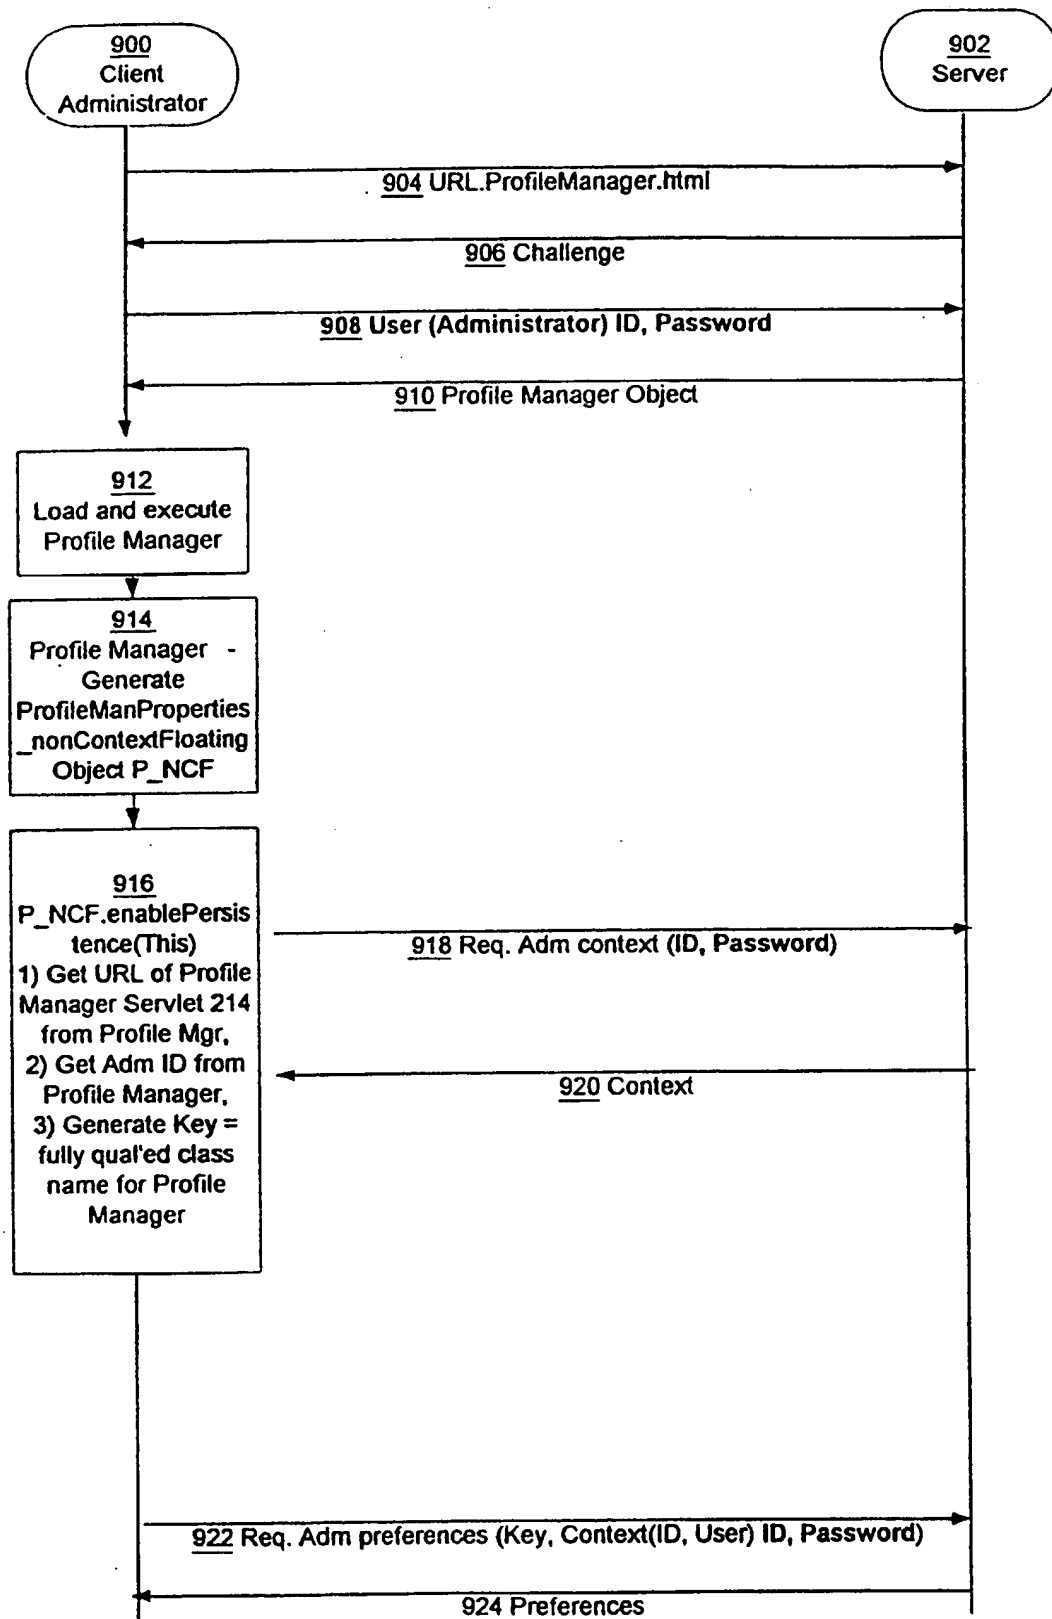 900
Client
Administrator
902
Server
904 URL.ProfileManager.html
906 Challenge
908 User (Administrator) ID, Password
910 Profile Manager Object
912
Load and execute
Profile Manager
914
Profile Manager -
Generate
ProfileManProperties
_nonContextFloating
Object P_NCF
916
P_NCF.enablePersis
tence(This)
1) Get URL of Profile
Manager Servlet 214
from Profile Mgr,
2) Get Adm ID from
Profile Manager,
3) Generate Key =
fully qual'ed class
name for Profile
Manager
918 Req. Adm context (ID, Password)
920 Context
922 Req. Adm preferences (Key, Context(ID, User) ID, Password)
924 Preferences